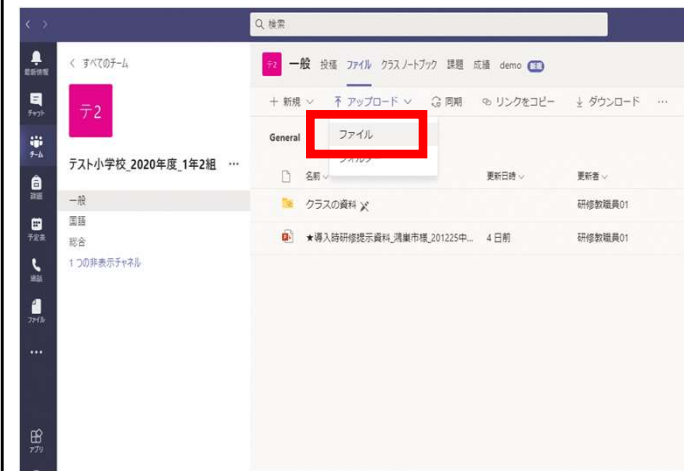 検索
最新情報
チャット
チーム
課題
予定表
通話
ファイル
アプリ
すべてのチーム
テ2
テスト小学校_2020年度_1年2組 …
一般
国語
総合
1 つの非表示チャネル
テ2 一般 投稿 ファイル クラス ノートブック 課題 成績 demo 新規
+ 新規 アップロード 同期 リンクをコピー ダウンロード …
General
ファイル
名前 更新日時 更新者
クラスの資料 研修教職員01
★導入時研修提示資料_鴻巣市様_201225中... 4 日前 研修教職員01